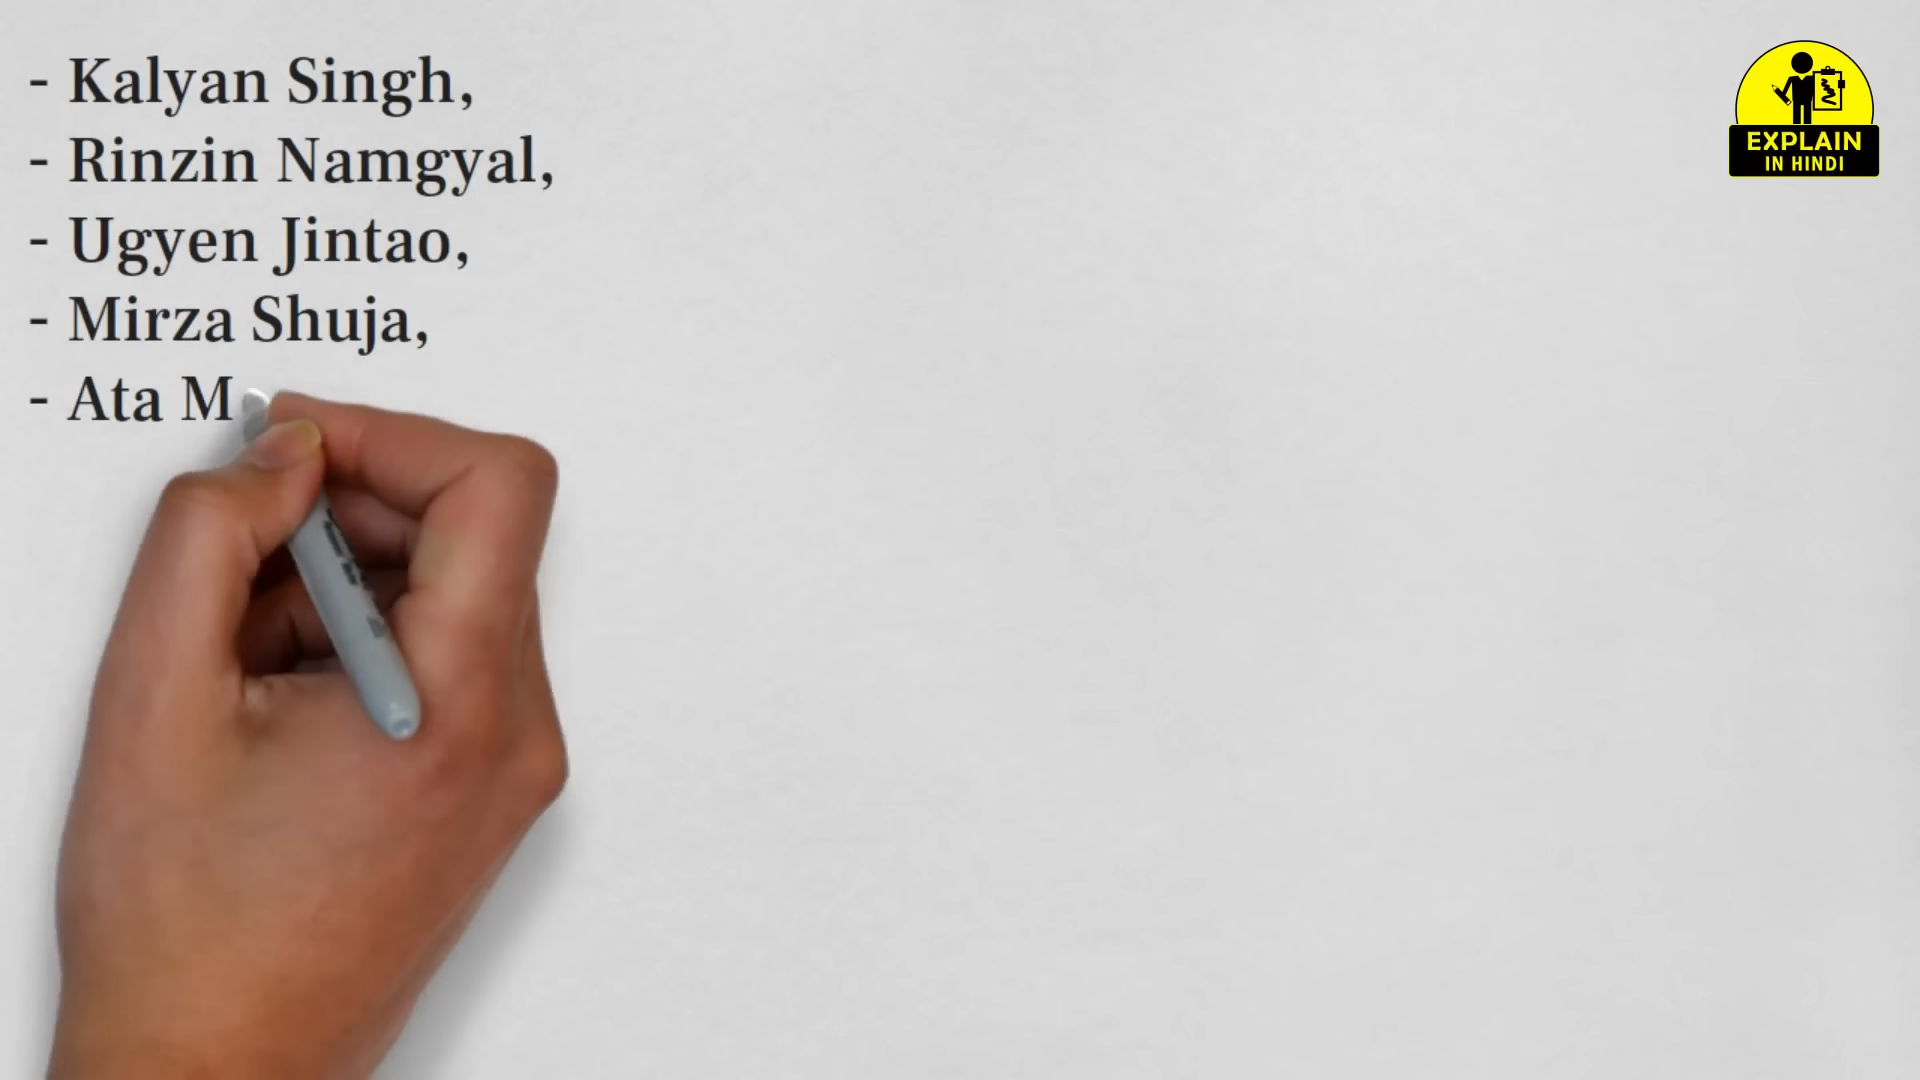 - Kalyan Singh,
- Rinzin Namgyal,
- Ugyen Jintao,
- Mirza Shuja,
- Ata M
EXPLAIN
IN HINDI